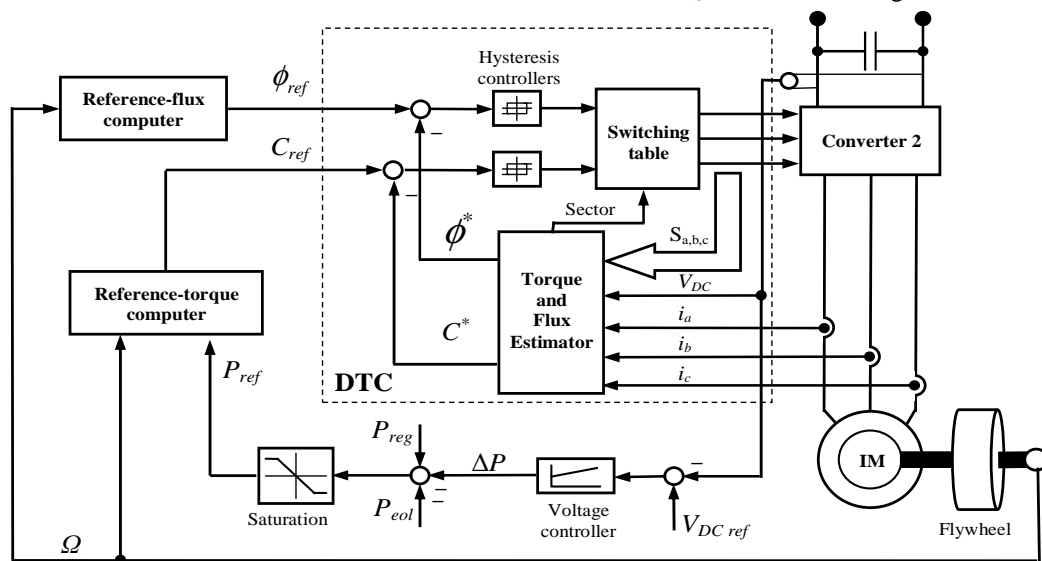 Hysteresis
controllers
ϕref
Reference-flux
computer
Switching
table
Converter 2
Cref
–
–
Sector
ϕ*
Sa,b,c
Torque
and
Flux
Estimator
VDC
Reference-torque
computer
ia
C*
ib
Pref
ic
DTC
Preg
IM
ΔP
–
–
–
Saturation
Peol
Voltage
controller
VDC ref
Flywheel
Ω